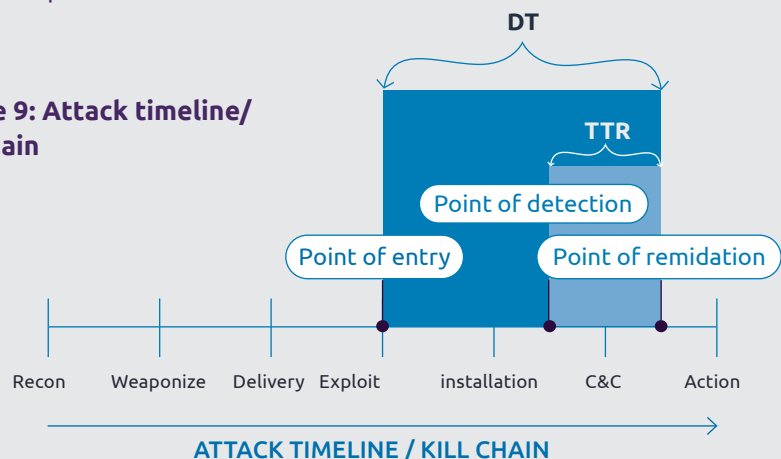 DT
9: Attack timeline/
TTR
Point of detection
Point of entry
Point of remidation
Recon
Weaponize
Delivery
Exploit
installation
C&C
Action
ATTACK TIMELINE / KILL CHAIN